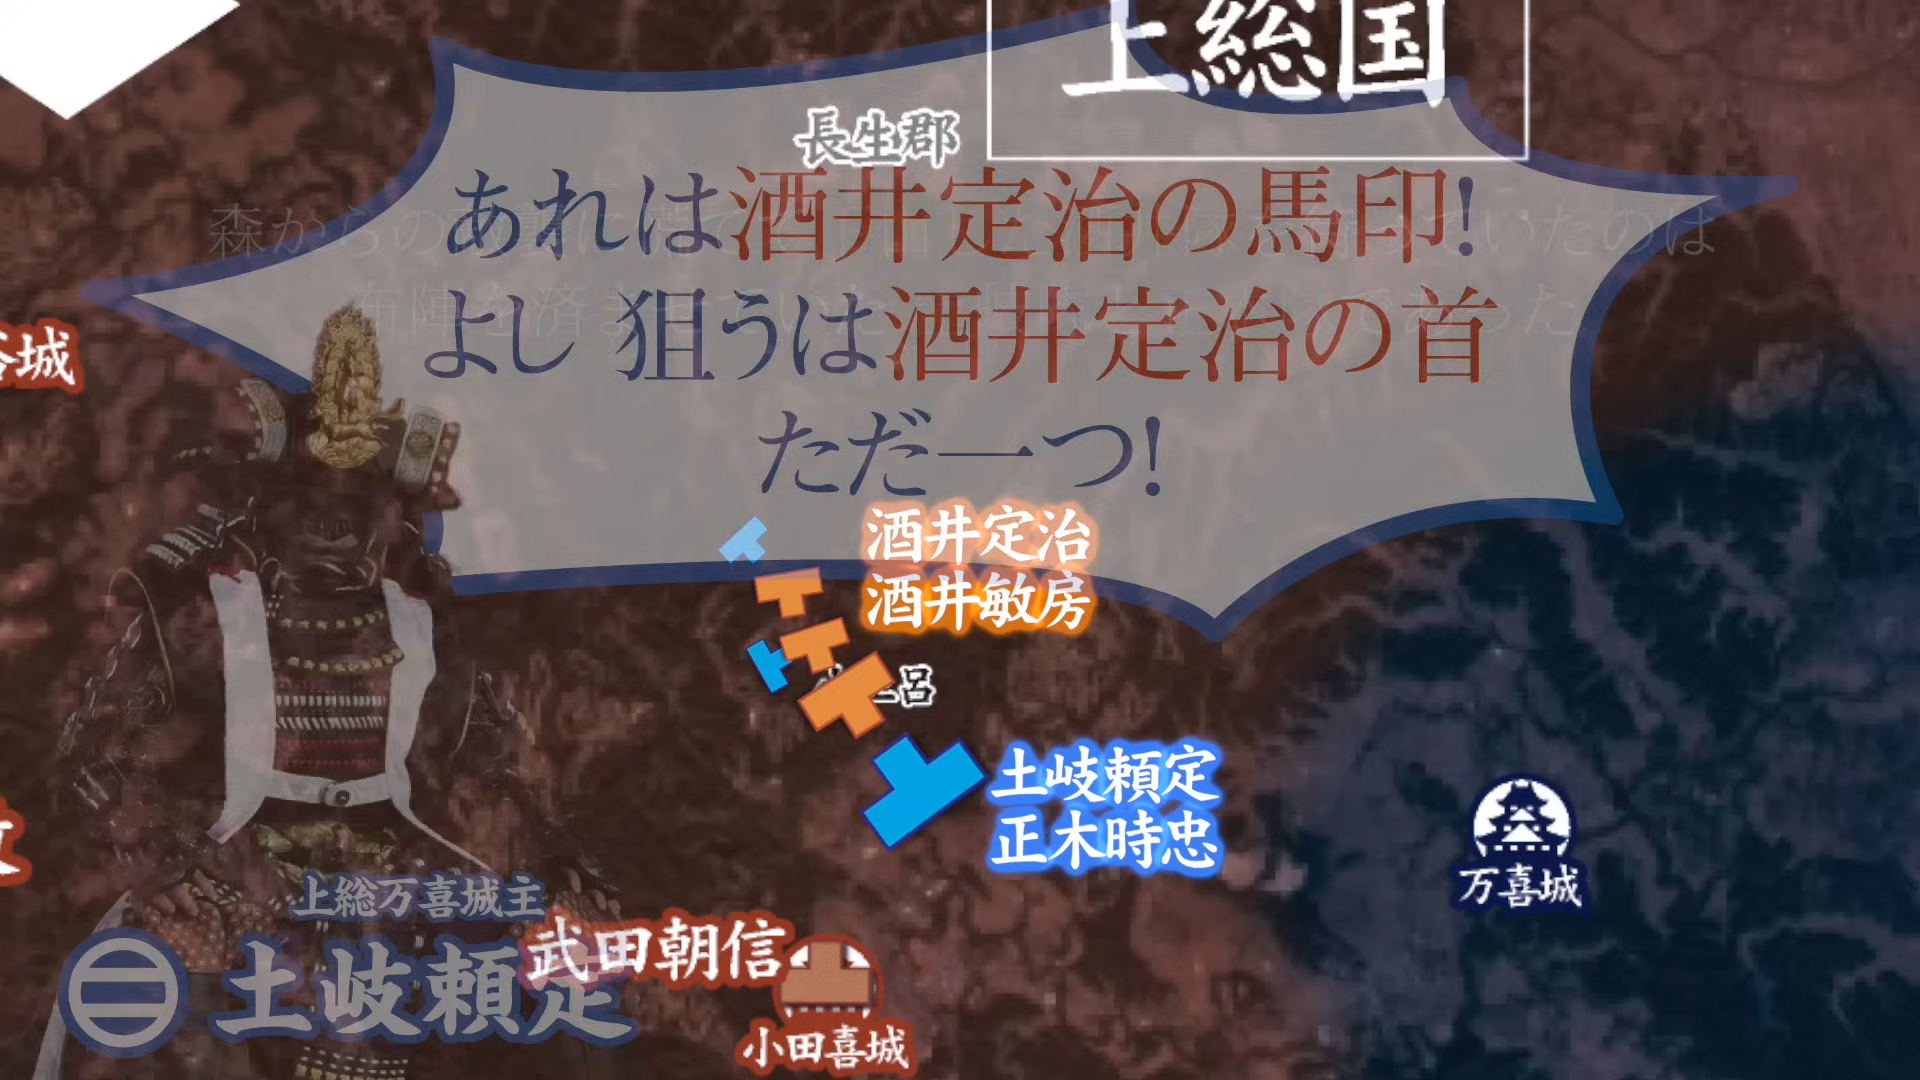 上総国
長生郡
あれは酒井定治の馬印!
よし 狙うは酒井定治の首
ただ一つ!
城
酒井定治
酒井敏房
呂
土岐頼定
正木時忠
万喜城
上総万喜城主
土岐頼定
武田朝信
小田喜城